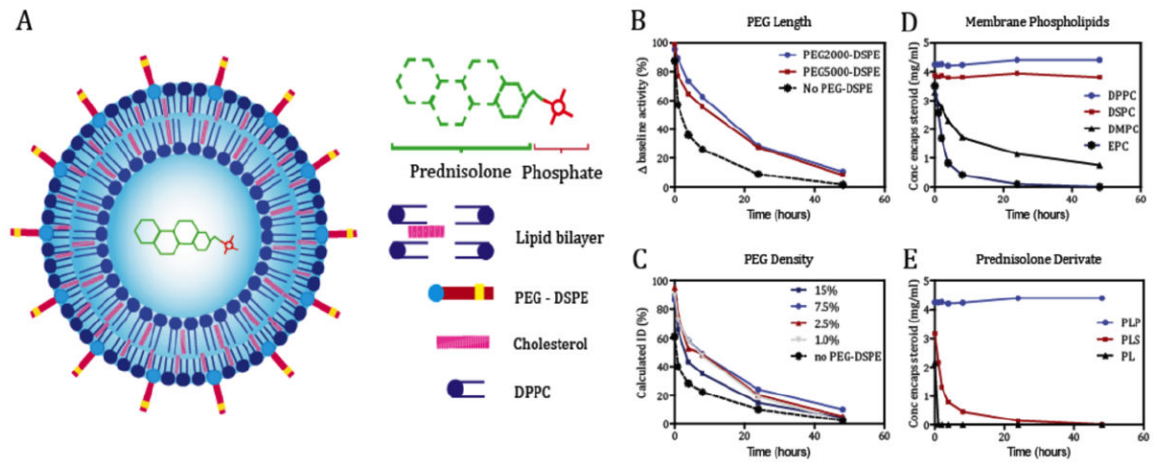 A
Prednisolone Phosphate
Lipid bilayer
PEG - DSPE
Cholesterol
DPPC
B
PEG Length
Δ baseline activity (%)
100
80
60
40
20
0
PEG2000-DSPE
PEG5000-DSPE
No PEG-DSPE
0 20 40 60
Time (hours)
D
Membrane Phospholipids
Conc encaps steroid (mg/ml)
5
4
3
2
1
0
DPPC
DSPC
DMPC
EPC
0 20 40 60
Time (hours)
C
PEG Density
Calculated ID (%)
100
80
60
40
20
0
15%
7.5%
2.5%
1.0%
no PEG-DSPE
0 20 40 60
Time (hours)
E
Prednisolone Derivate
Conc encaps steroid (mg/ml)
5
4
3
2
1
0
PLP
PLS
PL
0 20 40 60
Time (hours)